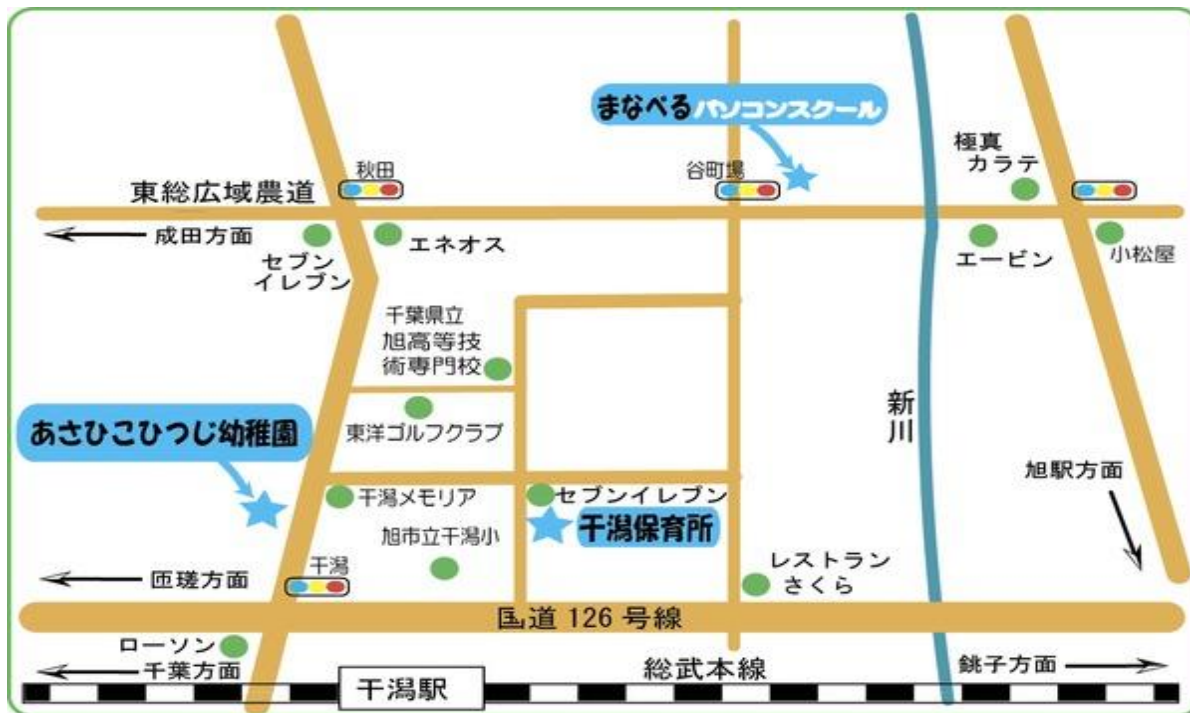 まなべるパソコンスクール
極真
カラテ
秋田
谷町場
東総広域農道
成田方面
セブン
イレブン
エネオス
エービン
小松屋
千葉県立
旭高等技
術専門校
新川
あさひこひつじ幼稚園
東洋ゴルフクラブ
旭駅方面
干潟メモリア
セブンイレブン
干潟保育所
旭市立干潟小
匝瑳方面
干潟
レストラン
さくら
国道126号線
ローソン
千葉方面
総武本線
銚子方面
干潟駅